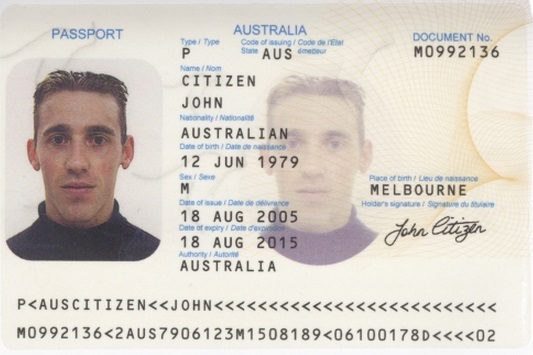 PASSPORT
AUSTRALIA
DOCUMENT No.
Type / Type
Code of issuing / Code de l'Etat
State
émetteur
P
AUS
M0992136
Name / Nom
CITIZEN
JOHN
Nationality / Nationalité
AUSTRALIAN
Date of birth / Date de naissance
12 JUN 1979
Sex / Sexe
Place of birth / Lieu de naissance
M
MELBOURNE
Date of issue / Date de délivrance
Holder's signature / Signature du titulaire
18 AUG 2005
John Citizen
Date of expiry / Date d'expiration
18 AUG 2015
Authority / Autorité
AUSTRALIA
P<AUSCITIZEN<<JOHN<<<<<<<<<<<<<<<<<<<<<<<<<<
M0992136<2AUS7906123M1508189<06100178D<<<<02